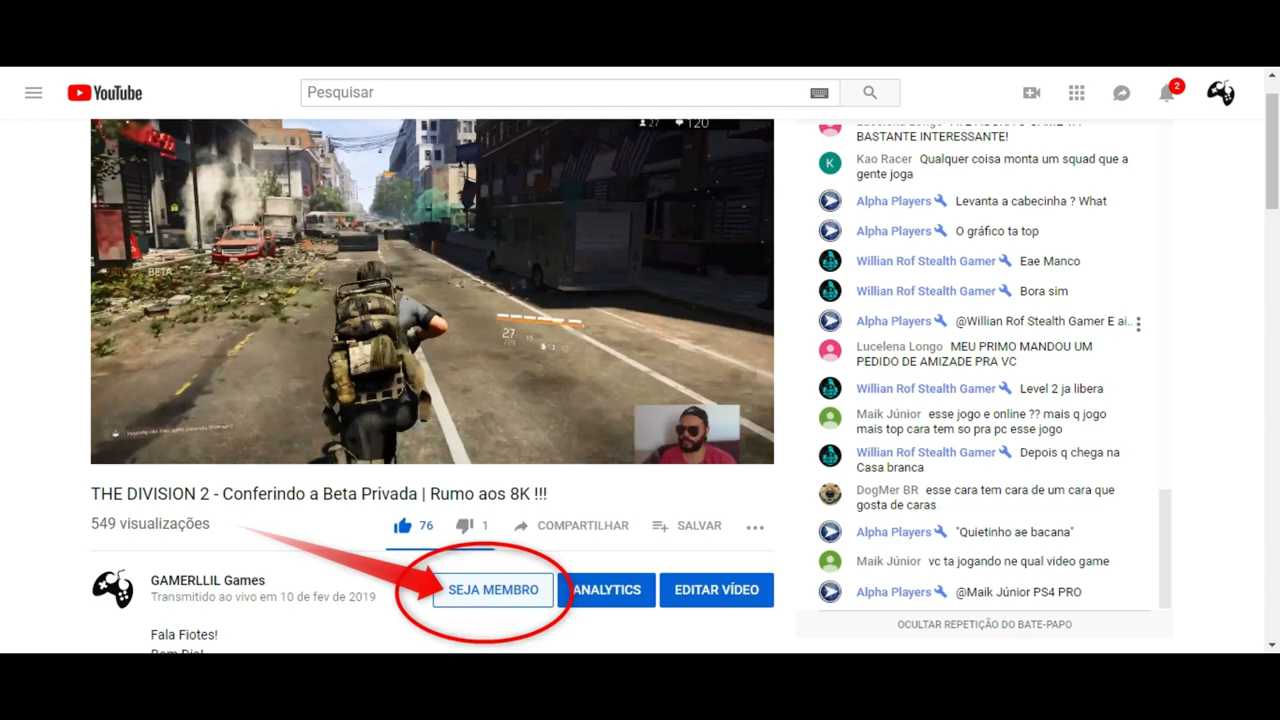 YouTube
Pesquisar
2
27
120
BETA
27
THE DIVISION 2 - Conferindo a Beta Privada | Rumo aos 8K !!!
549 visualizações
76
1
COMPARTILHAR
SALVAR
GAMERLLIL Games
Transmitido ao vivo em 10 de fev de 2019
SEJA MEMBRO
ANALYTICS
EDITAR VÍDEO
Fala Fiotes!
Lucelena Longo
BASTANTE INTERESSANTE!
K
Kao Racer Qualquer coisa monta um squad que a
gente joga
Alpha Players Levanta a cabecinha ? What
Alpha Players O gráfico ta top
Willian Rof Stealth Gamer Eae Manco
Willian Rof Stealth Gamer Bora sim
Alpha Players @Willian Rof Stealth Gamer E ai..
Lucelena Longo MEU PRIMO MANDOU UM
PEDIDO DE AMIZADE PRA VC
Willian Rof Stealth Gamer Level 2 ja libera
Maik Júnior esse jogo e online ?? mais q jogo
mais top cara tem so pra pc esse jogo
Willian Rof Stealth Gamer Depois q chega na
Casa branca
DogMer BR esse cara tem cara de um cara que
gosta de caras
Alpha Players "Quietinho ae bacana"
Maik Júnior vc ta jogando ne qual video game
Alpha Players @Maik Júnior PS4 PRO
OCULTAR REPETIÇÃO DO BATE-PAPO